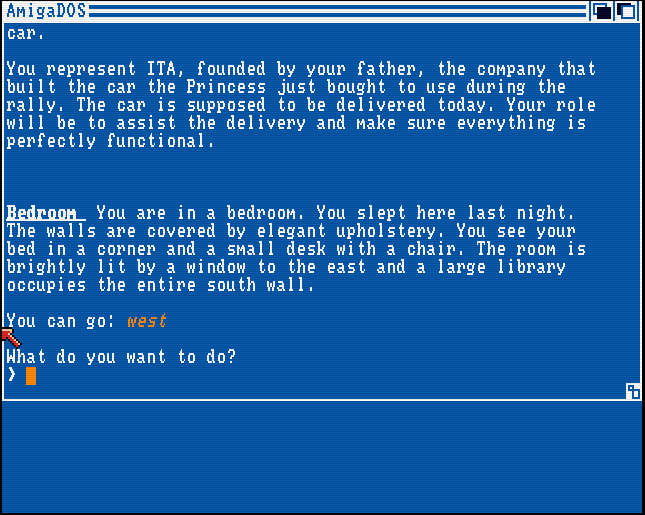 AmigaDOS
car.
You represent ITA, founded by your father, the company that
built the car the Princess just bought to use during the
rally. The car is supposed to be delivered today. Your role
will be to assist the delivery and make sure everything is
perfectly functional.
Bedroom  You are in a bedroom. You slept here last night.
The walls are covered by elegant upholstery. You see your
bed in a corner and a small desk with a chair. The room is
brightly lit by a window to the east and a large library
occupies the entire south wall.
You can go: west
What do you want to do?
>